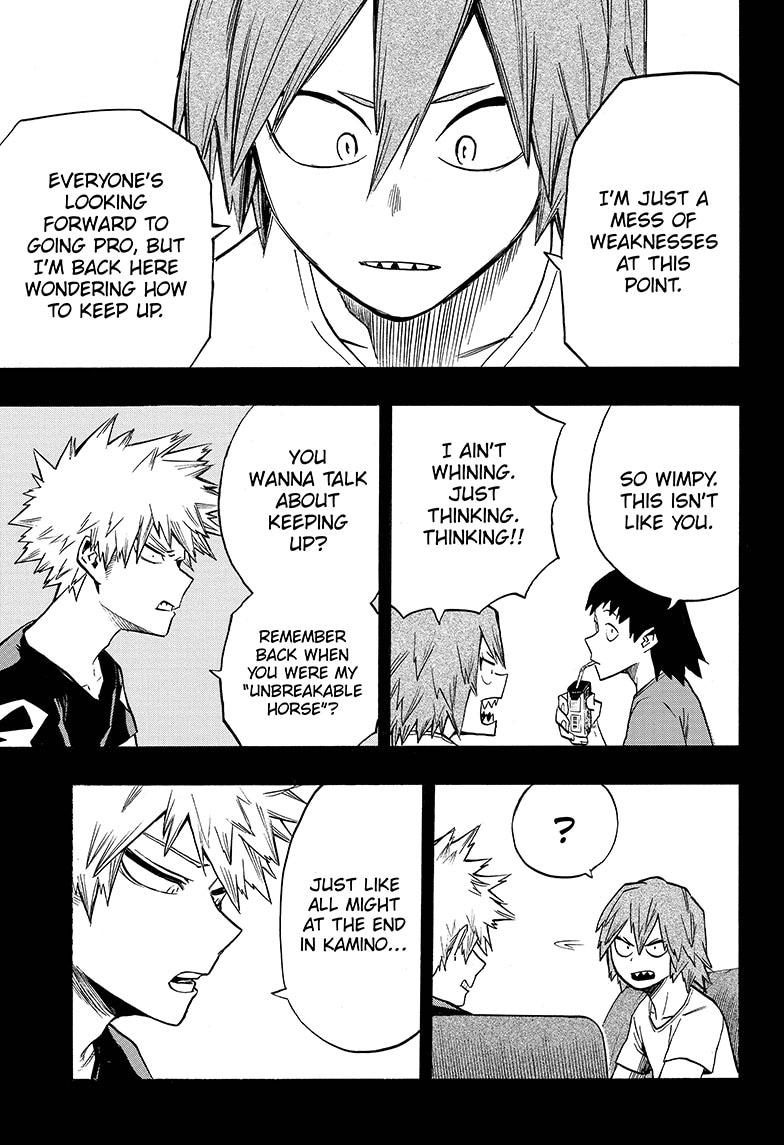 I'M JUST A
MESS OF
WEAKNESSES
AT THIS
POINT.
EVERYONE'S
LOOKING
FORWARD TO
GOING PRO, BUT
I'M BACK HERE
WONDERING HOW
TO KEEP UP.
SO WIMPY.
THIS ISN'T
LIKE YOU.
I AIN'T
WHINING.
JUST
THINKING.
THINKING!!
YOU
WANNA TALK
ABOUT
KEEPING
UP?
REMEMBER
BACK WHEN
YOU WERE MY
"UNBREAKABLE
HORSE"?
?
JUST LIKE
ALL MIGHT
AT THE END
IN KAMINO...